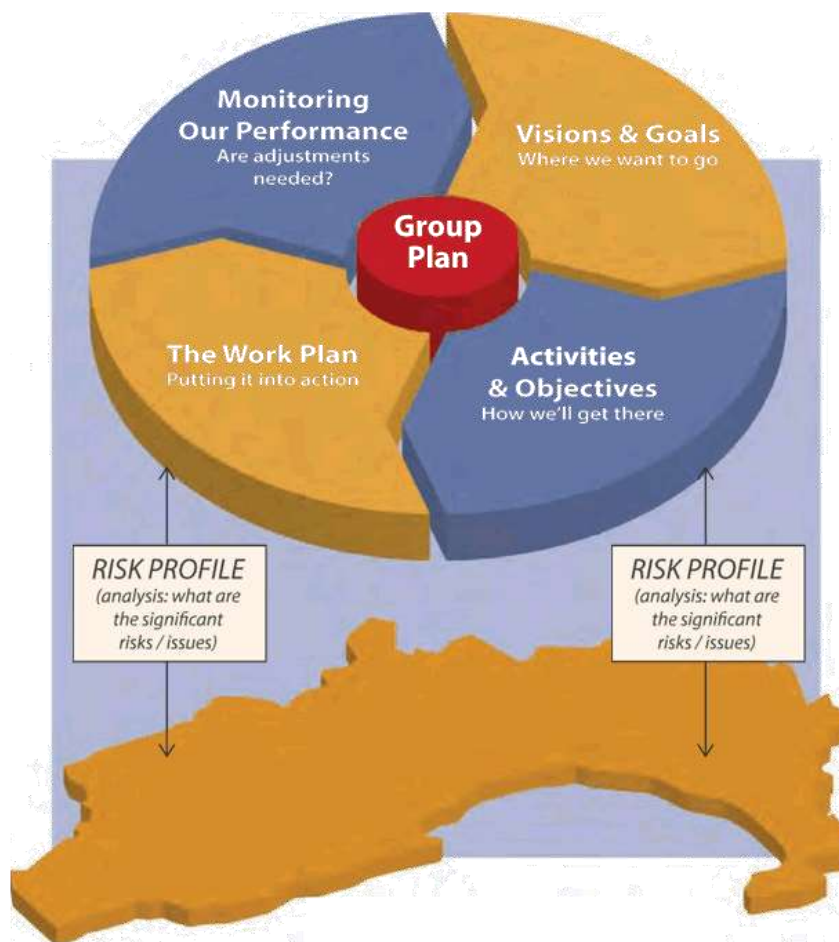 Monitoring
Our Performance
Are adjustments
needed?
Visions & Goals
Where we want to go
Group
Plan
The Work Plan
Putting it into action
Activities
& Objectives
How we'll get there
RISK PROFILE
(analysis: what are
the significant
risks / issues)
RISK PROFILE
(analysis: what are
the significant
risks / issues)